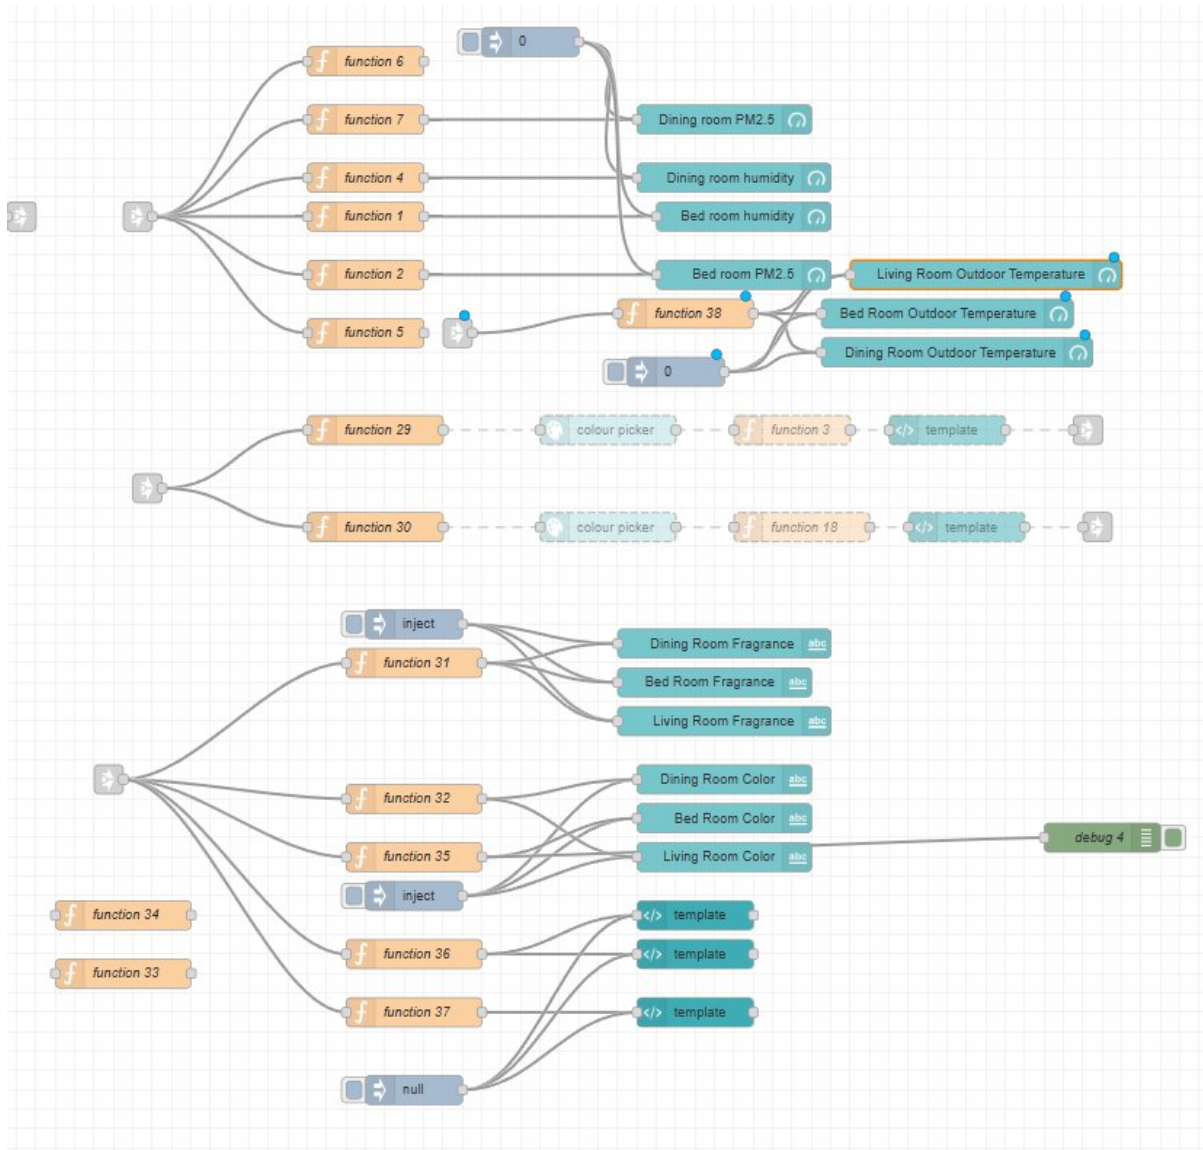 0
function 6
function 7
Dining room PM2.5
function 4
Dining room humidity
function 1
Bed room humidity
function 2
Bed room PM2.5
Living Room Outdoor Temperature
function 38
Bed Room Outdoor Temperature
function 5
Dining Room Outdoor Temperature
0
function 29
colour picker
function 3
</> template
function 30
colour picker
function 18
</> template
inject
Dining Room Fragrance abc
function 31
Bed Room Fragrance abc
Living Room Fragrance abc
Dining Room Color abc
function 32
Bed Room Color abc
debug 4
function 35
Living Room Color abc
inject
function 34
</> template
function 36
</> template
function 33
function 37
</> template
null